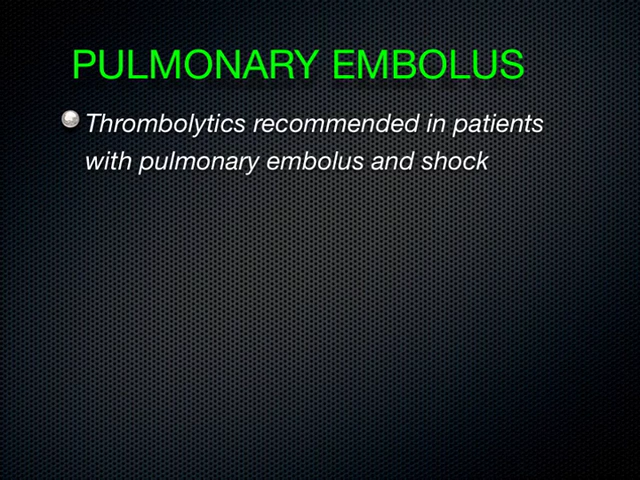 PULMONARY EMBOLUS
Thrombolytics recommended in patients
with pulmonary embolus and shock